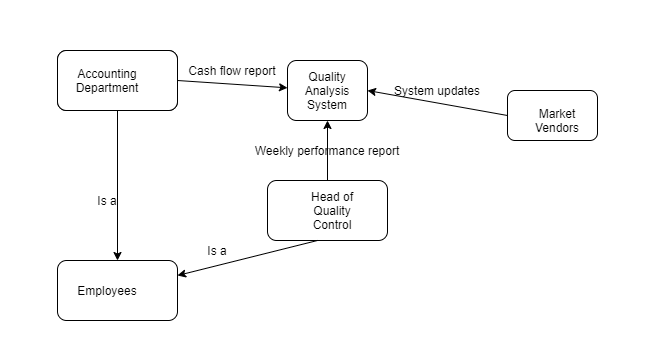 Accounting
Department
Cash flow report
Quality
Analysis
System
System updates
Market
Vendors
Weekly performance report
Is a
Head of
Quality
Control
Is a
Employees